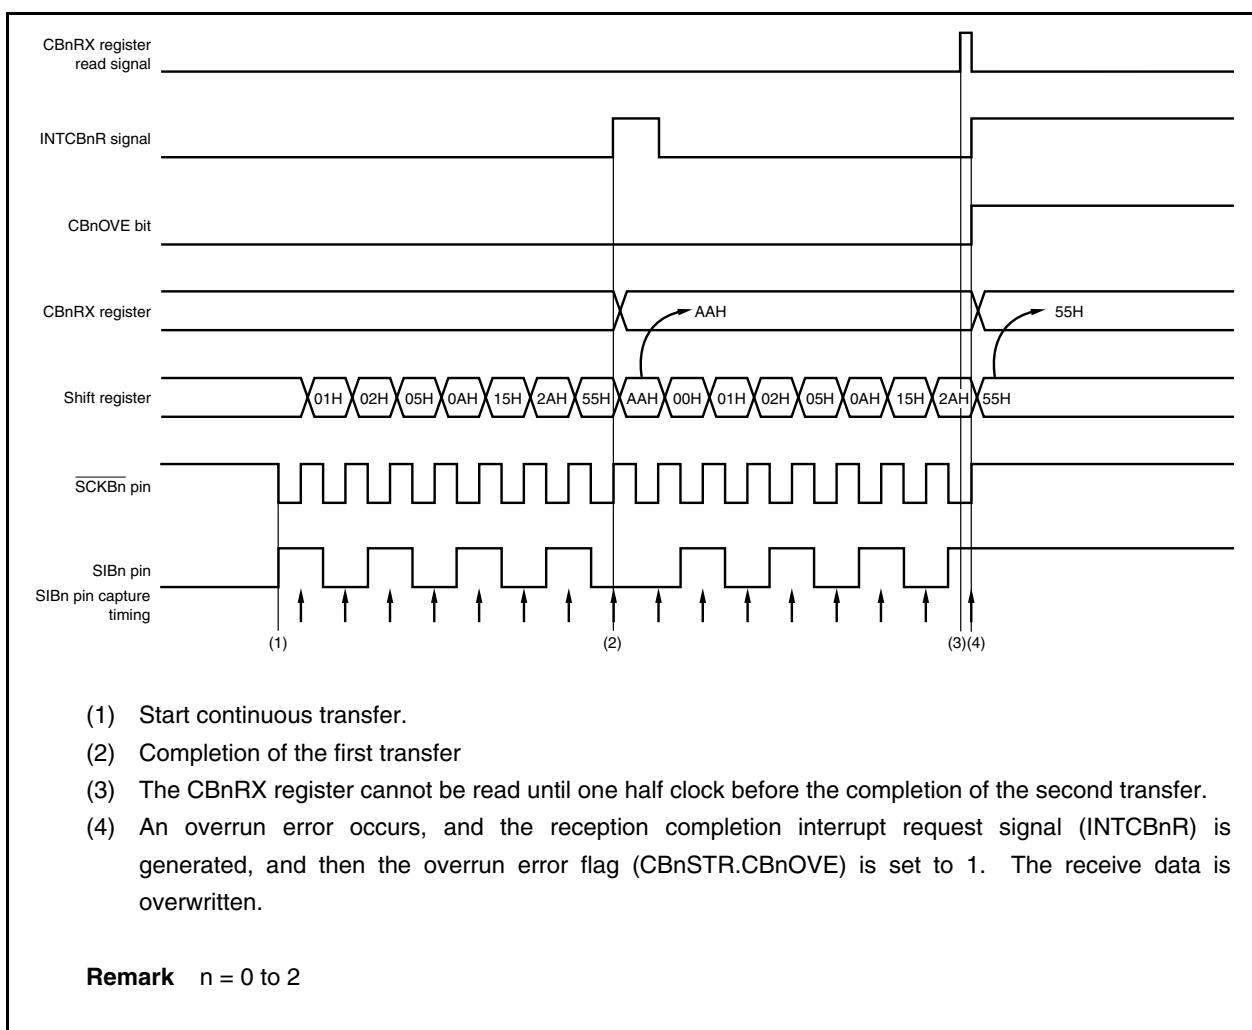 CBnRX register
read signal
INTCBnR signal
CBnOVE bit
CBnRX register
AAH
55H
Shift register
01H 02H 05H 0AH 15H 2AH 55H AAH 00H 01H 02H 05H 0AH 15H 2AH 55H
SCKBn pin
SIBn pin
SIBn pin capture
timing
(1) (2) (3)(4)
(1) Start continuous transfer.
(2) Completion of the first transfer
(3) The CBnRX register cannot be read until one half clock before the completion of the second transfer.
(4) An overrun error occurs, and the reception completion interrupt request signal (INTCBnR) is
generated, and then the overrun error flag (CBnSTR.CBnOVE) is set to 1. The receive data is
overwritten.
Remark n = 0 to 2